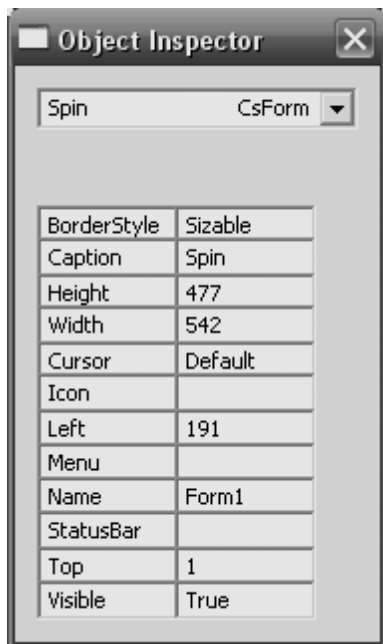 Object Inspector
Spin CsForm
BorderStyle Sizable
Caption Spin
Height 477
Width 542
Cursor Default
Icon
Left 191
Menu
Name Form1
StatusBar
Top 1
Visible True